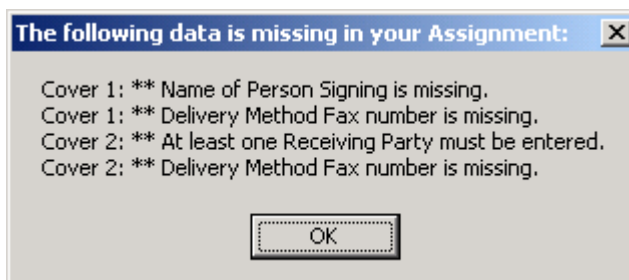 The following data is missing in your Assignment:
Cover 1: ** Name of Person Signing is missing.
Cover 1: ** Delivery Method Fax number is missing.
Cover 2: ** At least one Receiving Party must be entered.
Cover 2: ** Delivery Method Fax number is missing.
OK